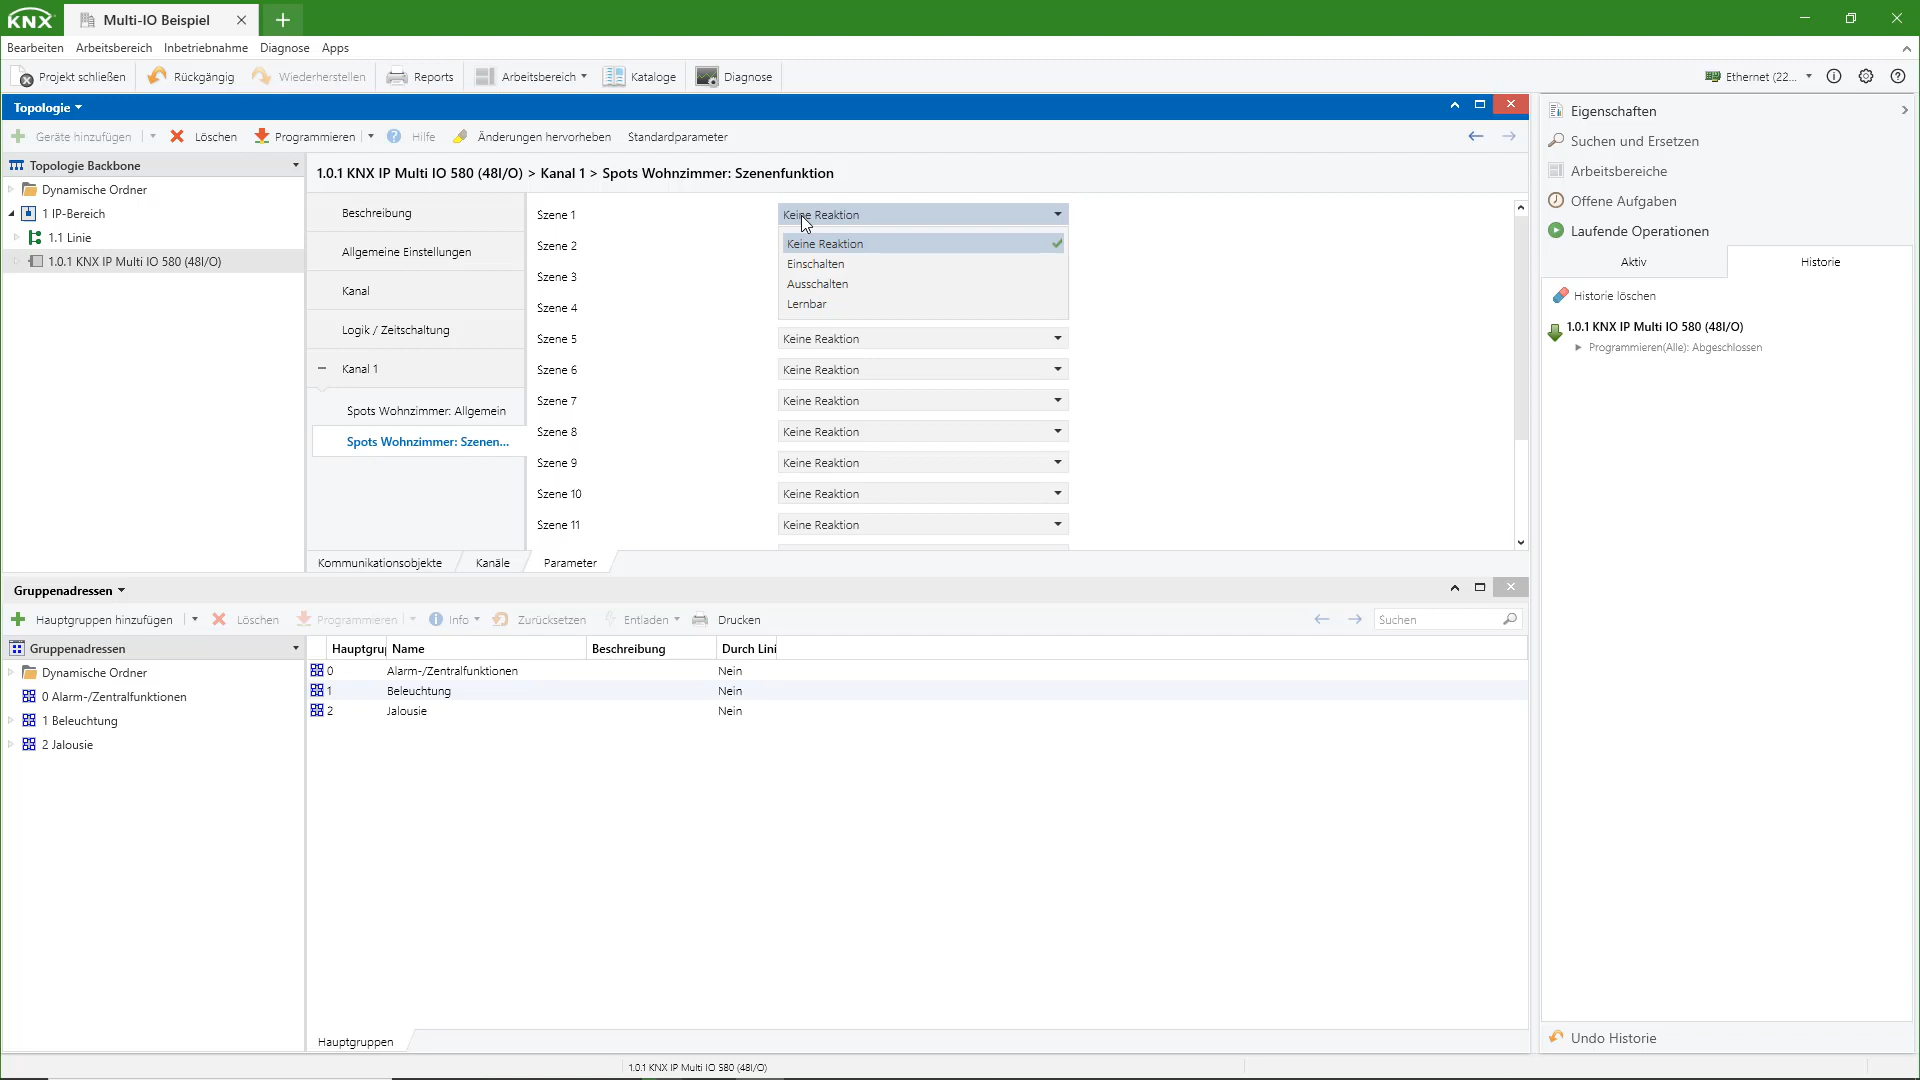 KNX
Multi-IO Beispiel
Bearbeiten Arbeitsbereich Inbetriebnahme Diagnose Apps
Projekt schließen Rückgängig Wiederherstellen Reports Arbeitsbereich Kataloge Diagnose Ethernet (22...
Topologie
Geräte hinzufügen Löschen Programmieren Hilfe Änderungen hervorheben Standardparameter
Topologie Backbone
Dynamische Ordner
1 IP-Bereich
1.1 Linie
1.0.1 KNX IP Multi IO 580 (48I/O)
1.0.1 KNX IP Multi IO 580 (48I/O) > Kanal 1 > Spots Wohnzimmer: Szenenfunktion
Beschreibung
Allgemeine Einstellungen
Kanal
Logik / Zeitschaltung
Kanal 1
Spots Wohnzimmer: Allgemein
Spots Wohnzimmer: Szenen...
Szene 1 Keine Reaktion
Keine Reaktion
Einschalten
Ausschalten
Lernbar
Szene 2
Szene 3
Szene 4
Szene 5 Keine Reaktion
Szene 6 Keine Reaktion
Szene 7 Keine Reaktion
Szene 8 Keine Reaktion
Szene 9 Keine Reaktion
Szene 10 Keine Reaktion
Szene 11 Keine Reaktion
Kommunikationsobjekte Kanäle Parameter
Gruppenadressen
Hauptgruppen hinzufügen Löschen Programmieren Info Zurücksetzen Entladen Drucken Suchen
Gruppenadressen
Dynamische Ordner
0 Alarm-/Zentralfunktionen
1 Beleuchtung
2 Jalousie
Hauptgru Name Beschreibung Durch Lini
0 Alarm-/Zentralfunktionen Nein
1 Beleuchtung Nein
2 Jalousie Nein
Hauptgruppen
Eigenschaften
Suchen und Ersetzen
Arbeitsbereiche
Offene Aufgaben
Laufende Operationen
Aktiv Historie
Historie löschen
1.0.1 KNX IP Multi IO 580 (48I/O)
Programmieren(Alle): Abgeschlossen
Undo Historie
1.0.1 KNX IP Multi IO 580 (48I/O)